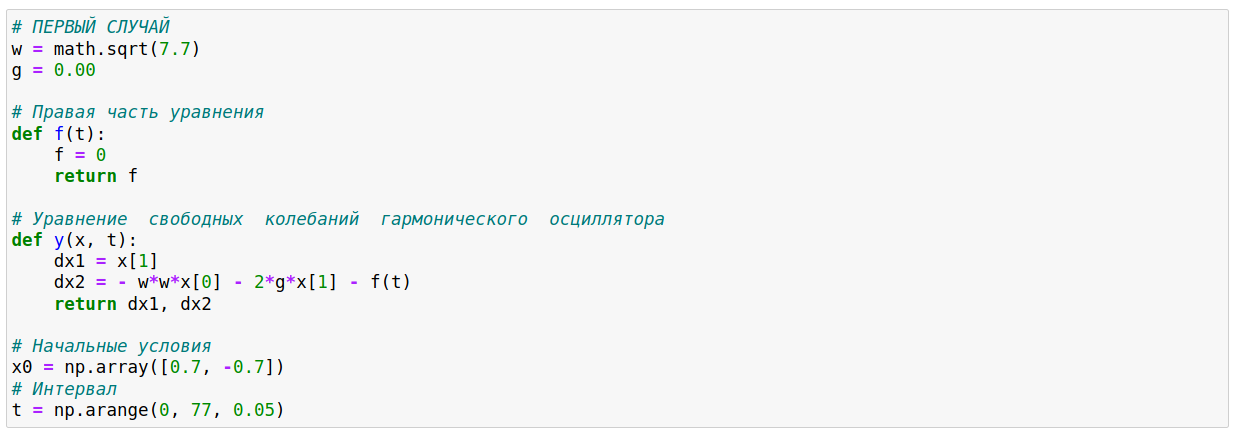 # ПЕРВЫЙ СЛУЧАЙ
w = math.sqrt(7.7)
g = 0.00
# Правая часть уравнения
def f(t):
    f = 0
    return f
# Уравнение  свободных  колебаний  гармонического  осциллятора
def y(x, t):
    dx1 = x[1]
    dx2 = - w*w*x[0] - 2*g*x[1] - f(t)
    return dx1, dx2
# Начальные условия
x0 = np.array([0.7, -0.7])
# Интервал
t = np.arange(0, 77, 0.05)